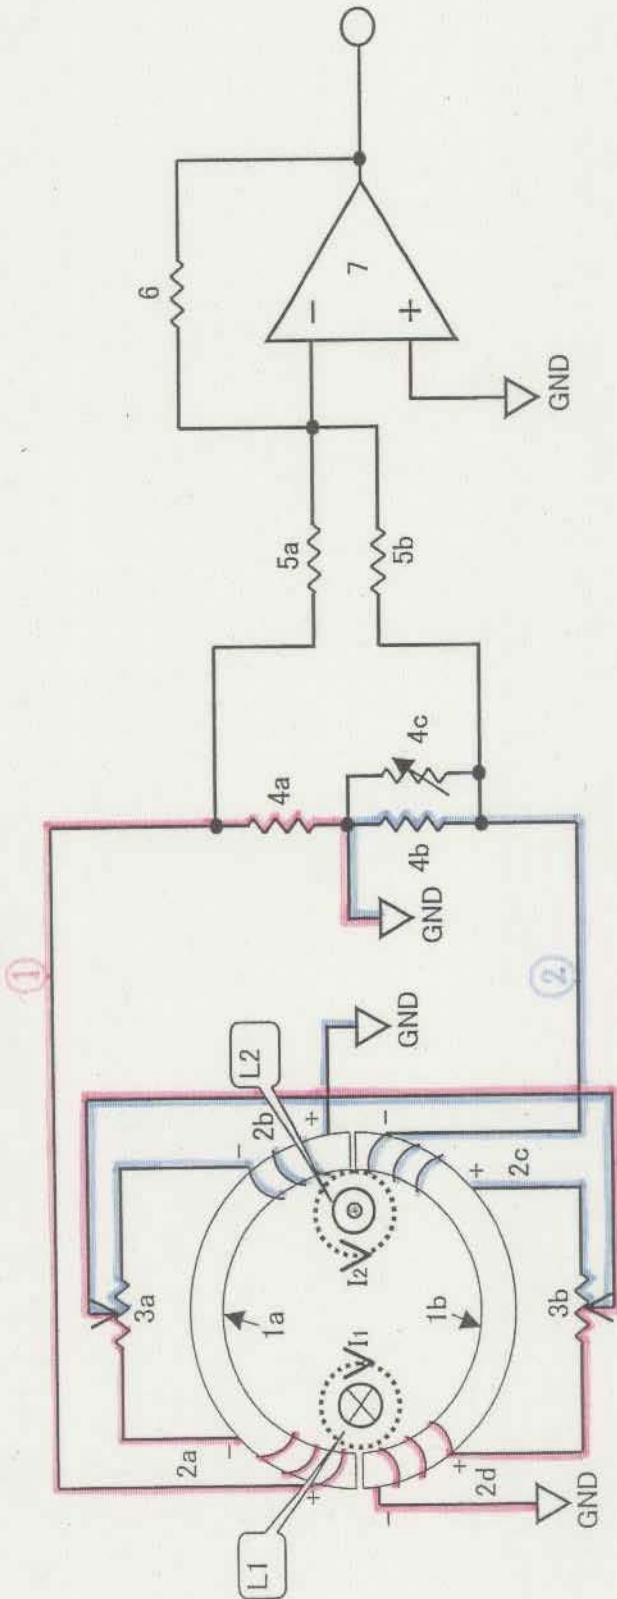 ①
②
L1
L2
2a
2b
2c
2d
+
-
-
+
-
+
+
-
1a
1b
I₁
I₂
3a
3b
4a
4b
4c
5a
5b
6
7
-
+
GND
GND
GND
GND